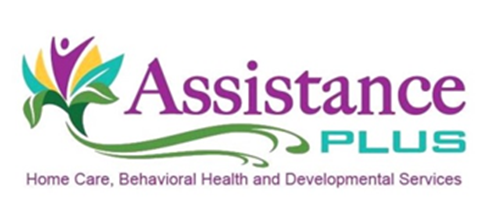 Assistance
PLUS
Home Care, Behavioral Health and Developmental Services